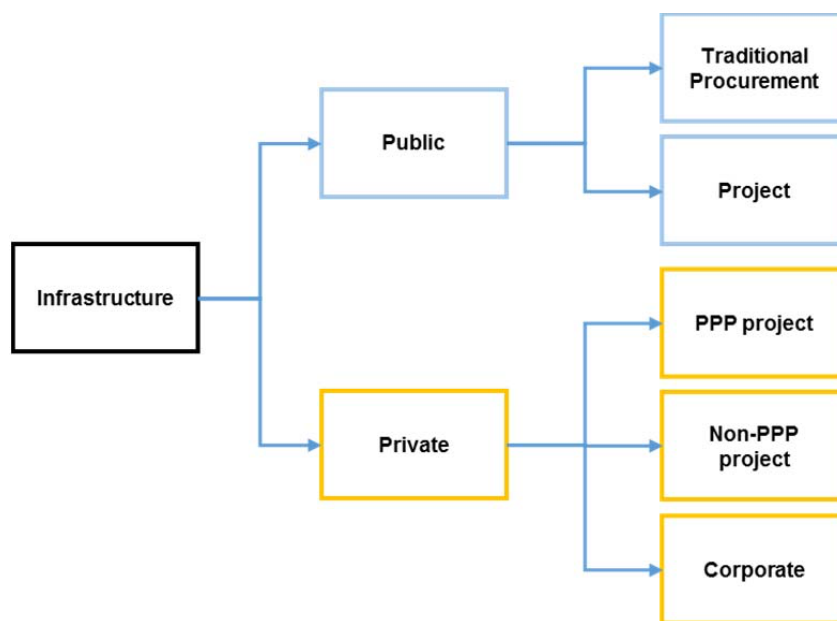 Traditional
Procurement
Public
Project
Infrastructure
PPP project
Private
Non-PPP
project
Corporate